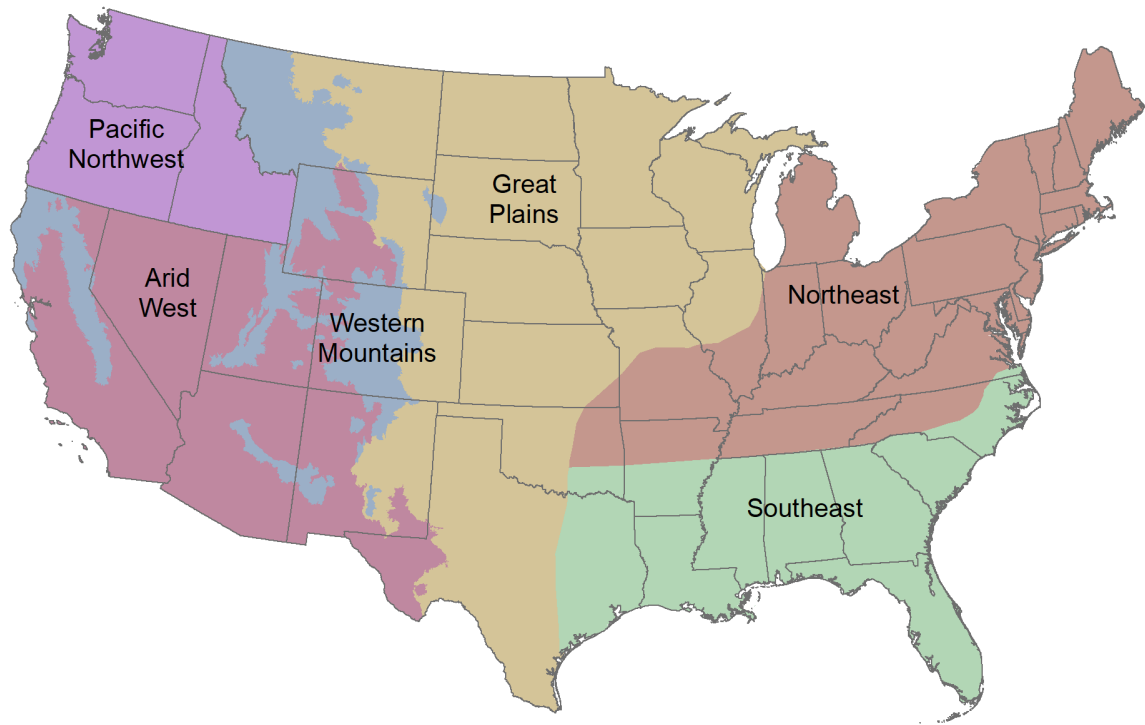 Pacific
Northwest
Great
Plains
Arid
West
Northeast
Western
Mountains
Southeast